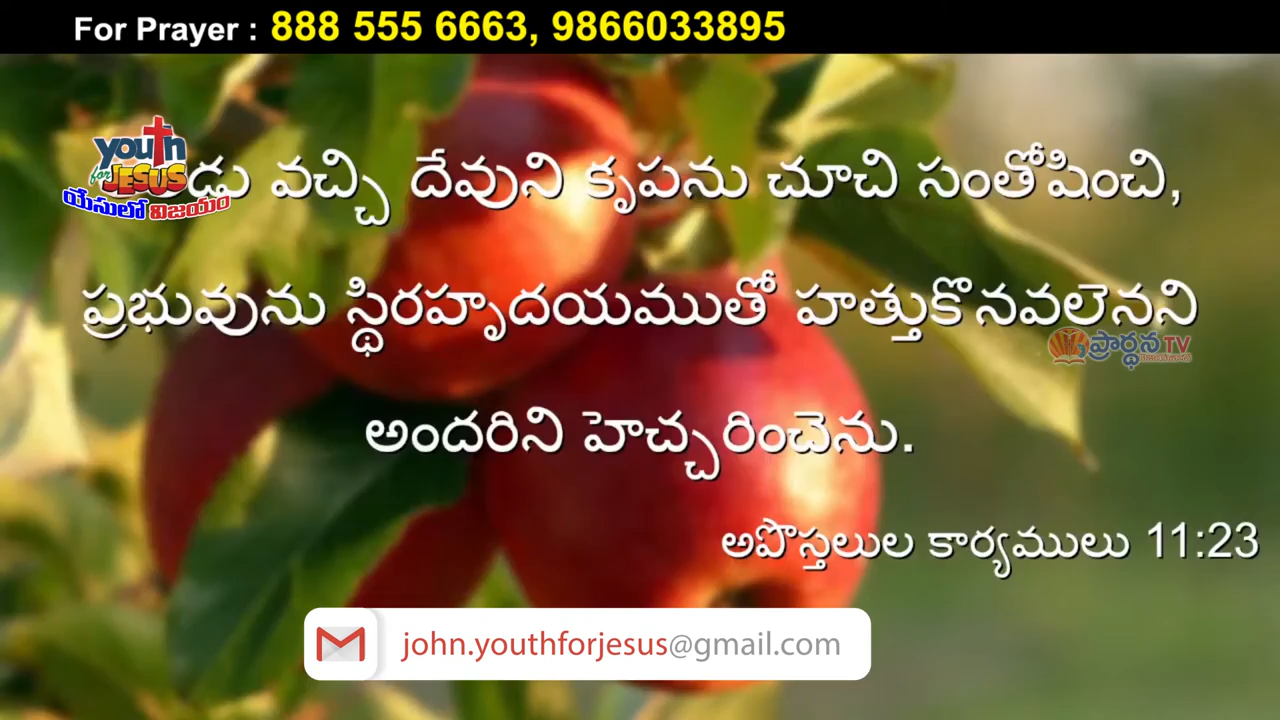 For Prayer : 888 555 6663, 9866033895
youth
for JESUS
యేసులో విజయం
డు వచ్చి దేవుని కృపను చూచి సంతోషించి,
ప్రభువును స్థిరహృదయముతో హత్తుకొనవలెనని
ప్రార్థన TV
అందరిని హెచ్చరించెను.
అపొస్తలుల కార్యములు 11:23
john.youthforjesus@gmail.com